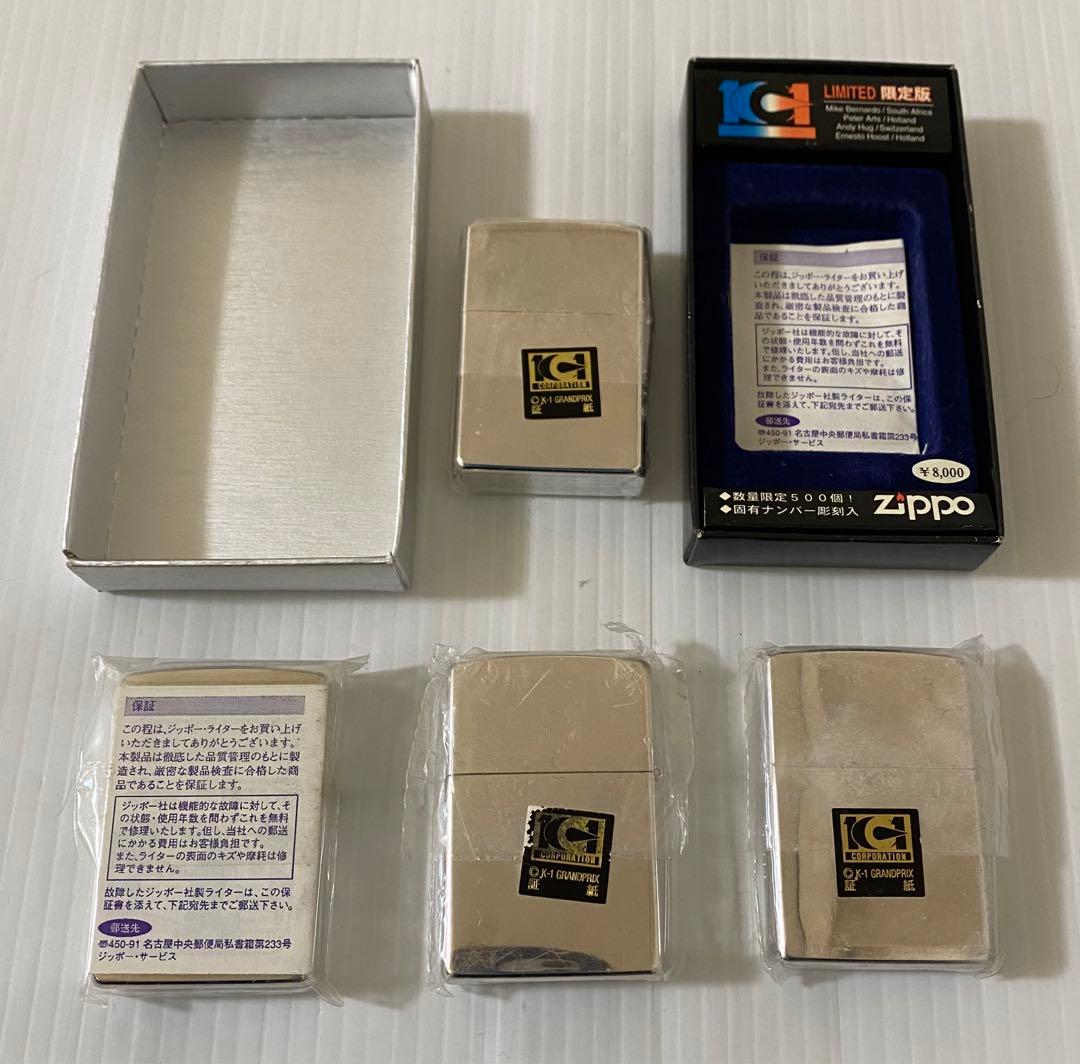 K-1
LIMITED 限定版
Mike Bernardo / South Africa
Peter Arts / Holland
Andy Hug / Switzerland
Ernesto Hoost / Holland
保証
この程は、ジッポー・ライターをお買い上げ
いただきましてありがとうございます。
本製品は徹底した品質管理のもとに製
造され、厳密な製品検査に合格した商
品であることを保証します。
ジッポー社は機能的な故障に対して、そ
の状態・使用年数を問わずこれを無料
で修理いたします。但し、当社への郵送
にかかる費用はお客様負担です。
また、ライターの表面のキズや摩耗は修
理できません。
故障したジッポー社製ライターは、この保
証書を添えて、下記宛先までご郵送下さい。
郵送先
〠450-91 名古屋中央郵便局私書箱第233号
ジッポー・サービス
¥8,000
◆数量限定500個!
◆固有ナンバー彫刻入
Zippo
K-1
CORPORATION
©K-1 GRANDPRIX
証 紙
保証
この程は、ジッポー・ライターをお買い上げ
いただきましてありがとうございます。
本製品は徹底した品質管理のもとに製
造され、厳密な製品検査に合格した商
品であることを保証します。
ジッポー社は機能的な故障に対して、そ
の状態・使用年数を問わずこれを無料
で修理いたします。但し、当社への郵送
にかかる費用はお客様負担です。
また、ライターの表面のキズや摩耗は修
理できません。
故障したジッポー社製ライターは、この保
証書を添えて、下記宛先までご郵送下さい。
郵送先
〠450-91 名古屋中央郵便局私書箱第233号
ジッポー・サービス
K-1
CORPORATION
©K-1 GRANDPRIX
証 紙
K-1
CORPORATION
©K-1 GRANDPRIX
証 紙